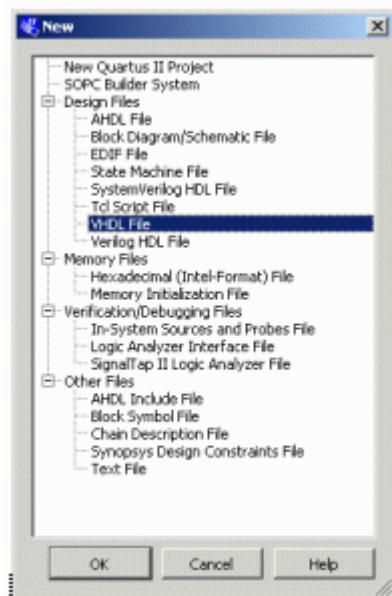 New
New Quartus II Project
SOPC Builder System
Design Files
AHDL File
Block Diagram/Schematic File
EDIF File
State Machine File
SystemVerilog HDL File
Tcl Script File
VHDL File
Verilog HDL File
Memory Files
Hexadecimal (Intel-Format) File
Memory Initialization File
Verification/Debugging Files
In-System Sources and Probes File
Logic Analyzer Interface File
SignalTap II Logic Analyzer File
Other Files
AHDL Include File
Block Symbol File
Chain Description File
Synopsys Design Constraints File
Text File
OK Cancel Help